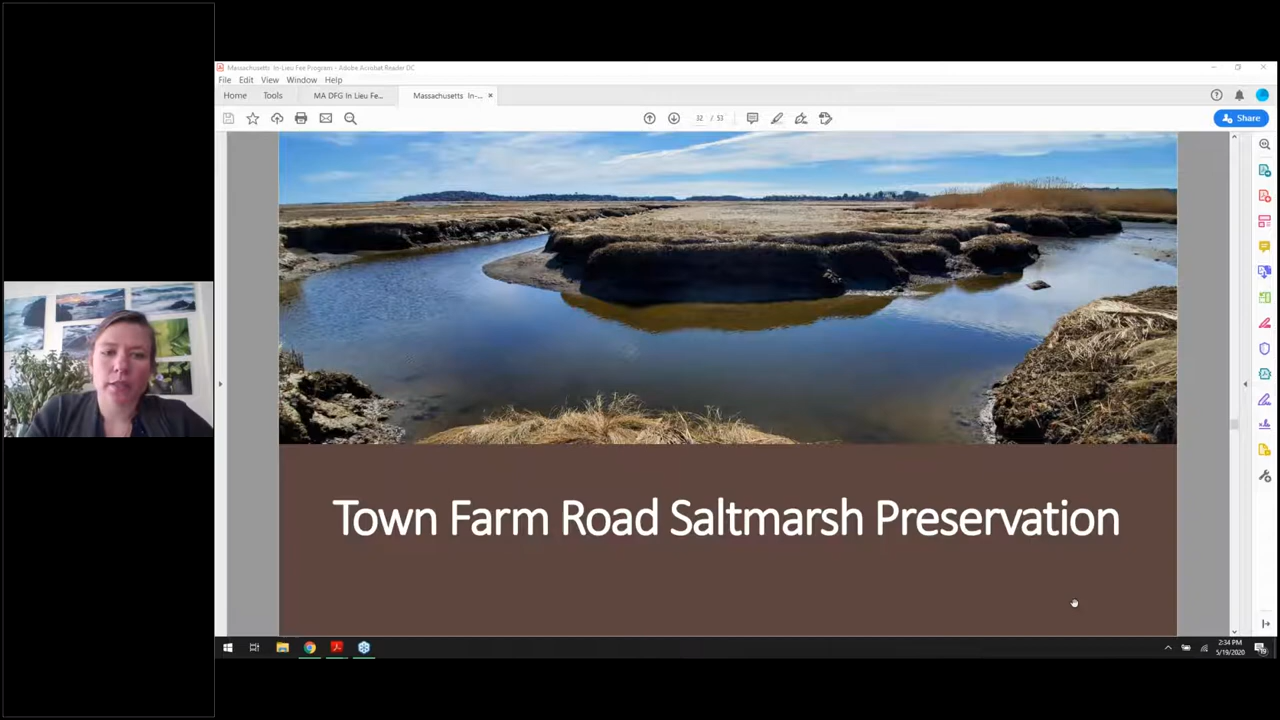 Massachusetts In-Lieu Fee Program - Adobe Acrobat Reader DC
File Edit View Window Help
Home Tools MA DFG In Lieu Fe... Massachusetts In-... ×
32 / 53
Share
Town Farm Road Saltmarsh Preservation
2:34 PM
5/19/2020